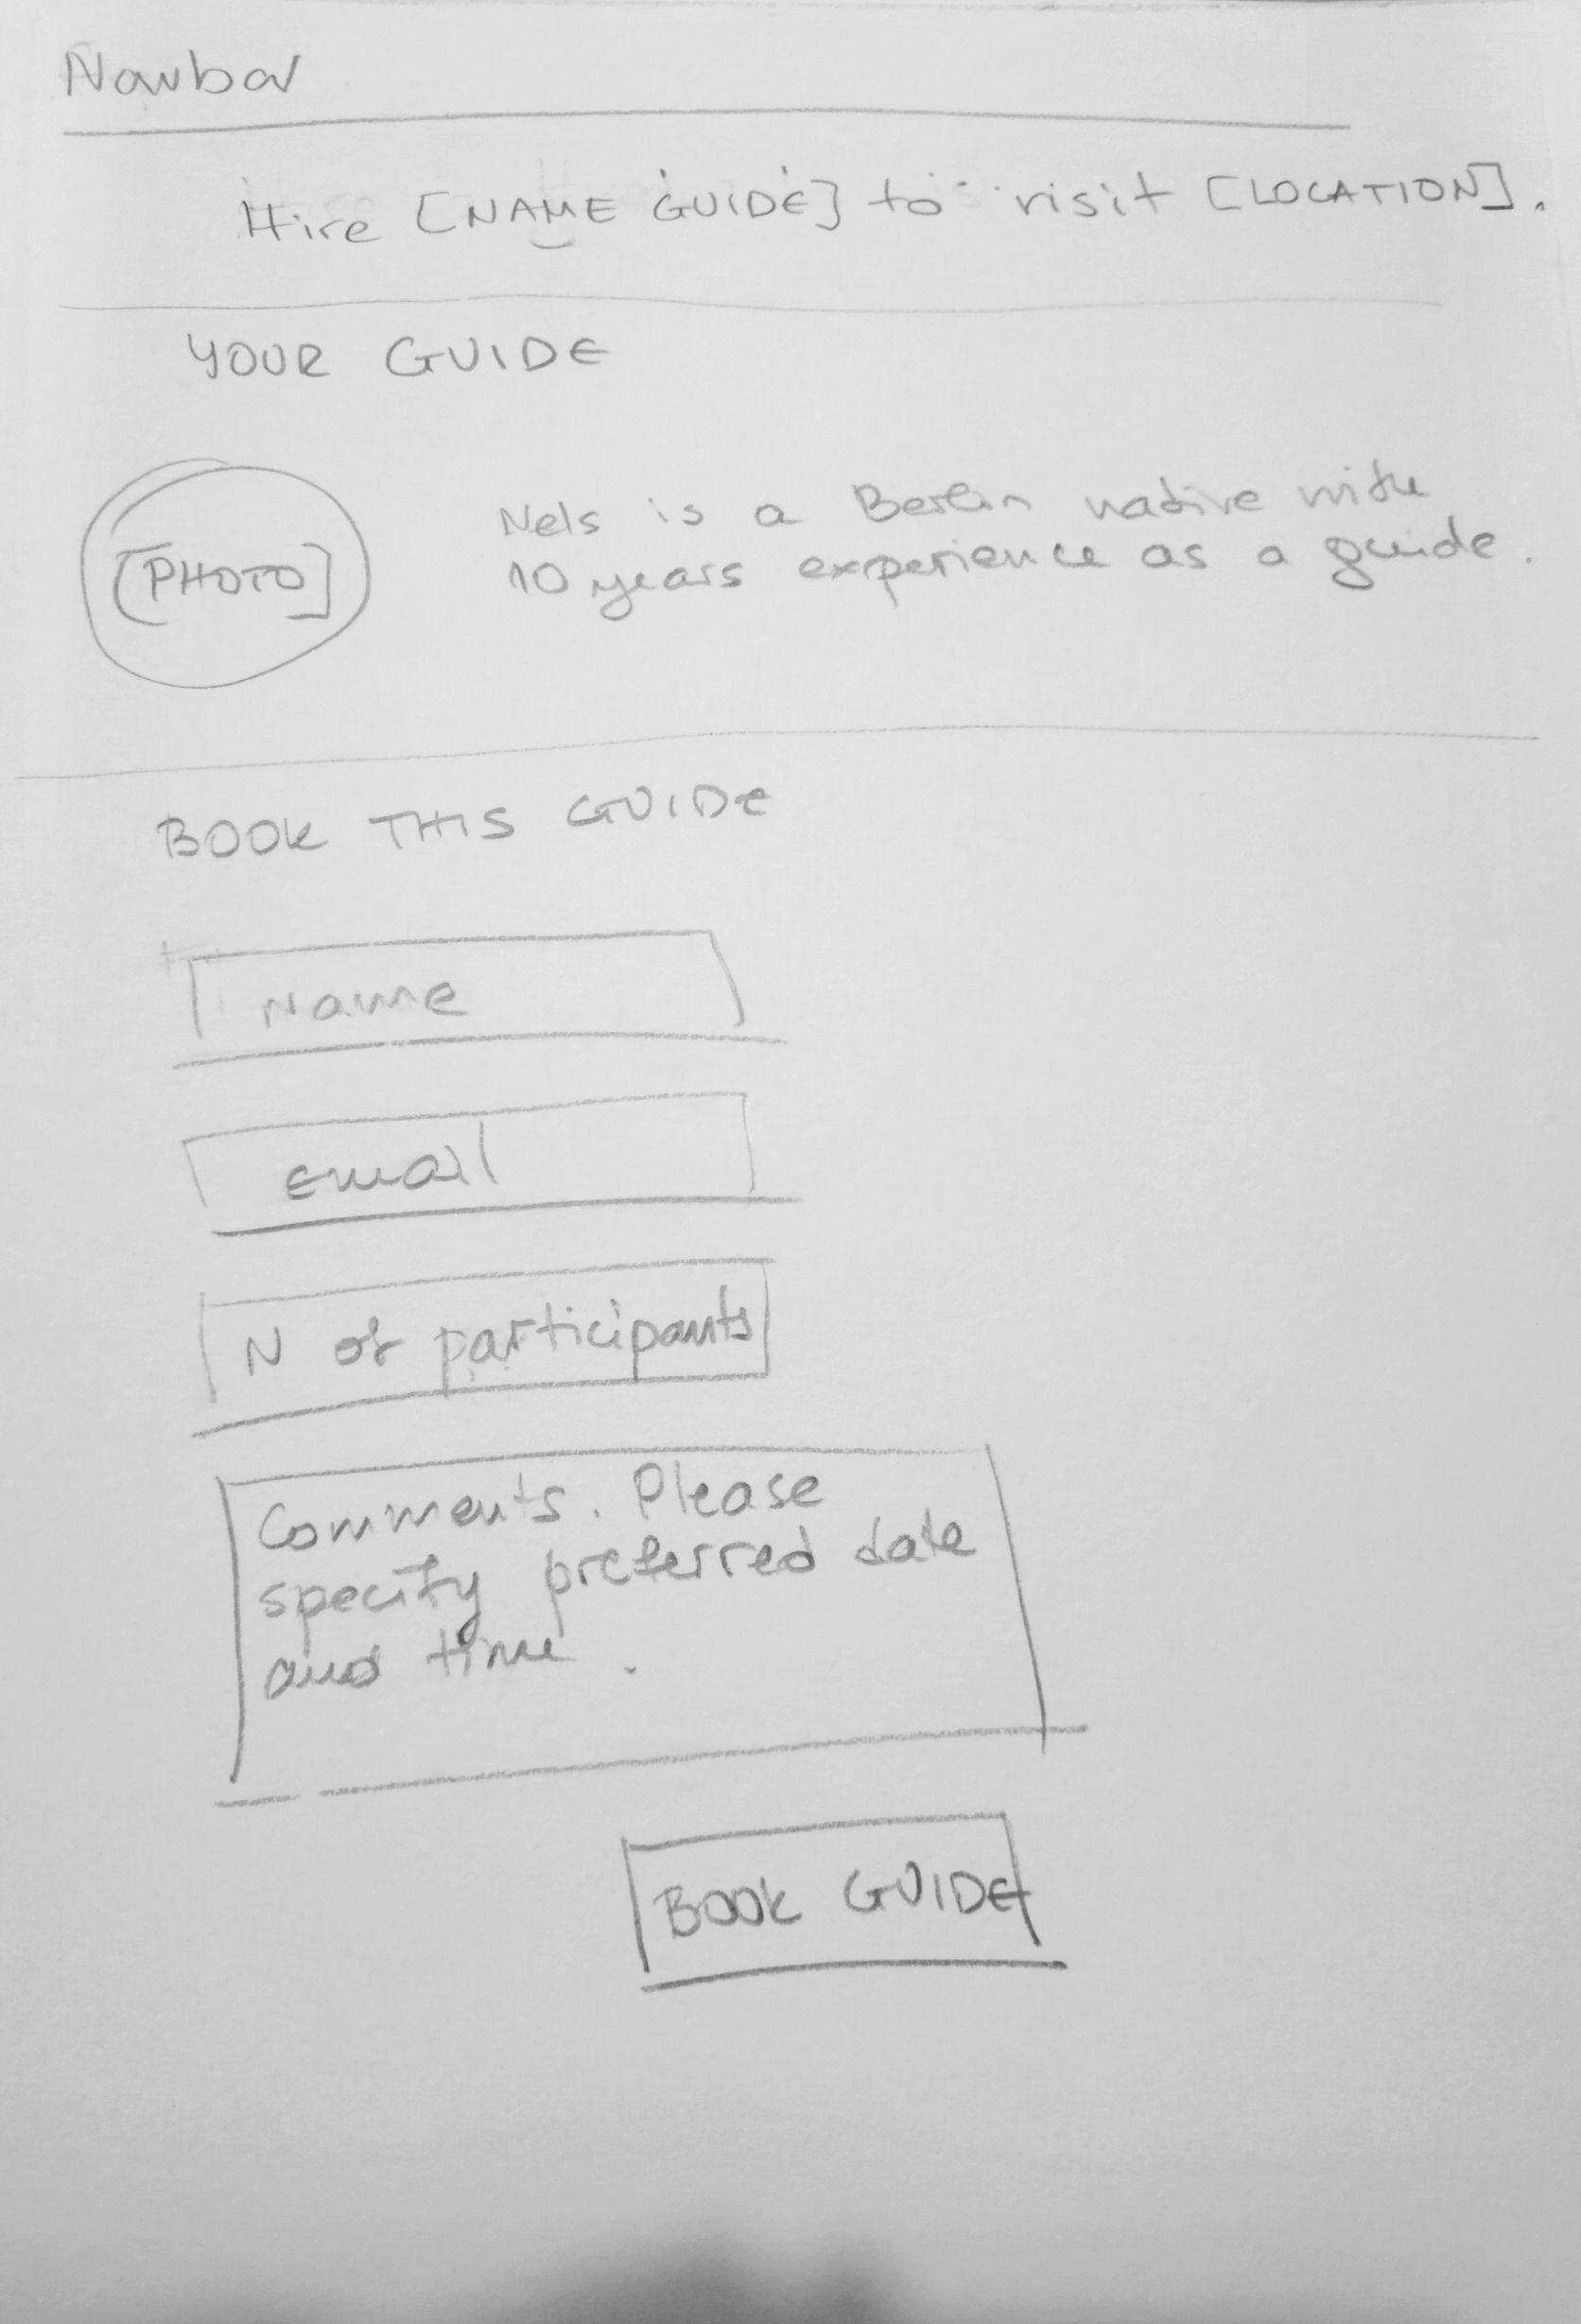 Navbar
Hire [NAME GUIDE] to visit [LOCATION].
YOUR GUIDE
[PHOTO]
Nels is a Berlin native with
10 years experience as a guide.
BOOK THIS GUIDE
Name
email
N of participants
Comments. Please
specify preferred date
and time.
BOOK GUIDE